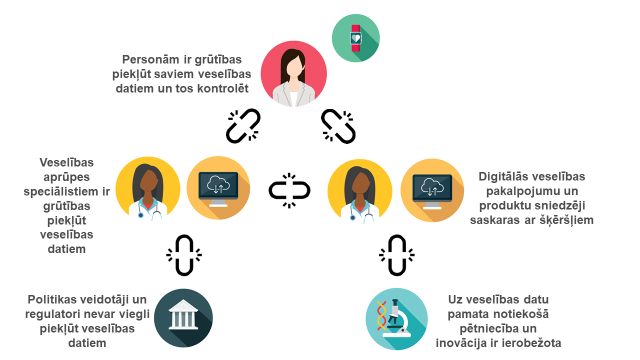 Personām ir grūtības
piekļūt saviem veselības
datiem un tos kontrolēt
Veselības
aprūpes
speciālistiem ir
grūtības
piekļūt
veselības
datiem
Digitālās veselības
pakalpojumu un
produktu sniedzēji
saskaras ar šķēršļiem
Politikas veidotāji un
regulatori nevar viegli
piekļūt veselības
datiem
Uz veselības datu
pamata notiekošā
pētniecība un
inovācija ir ierobežota